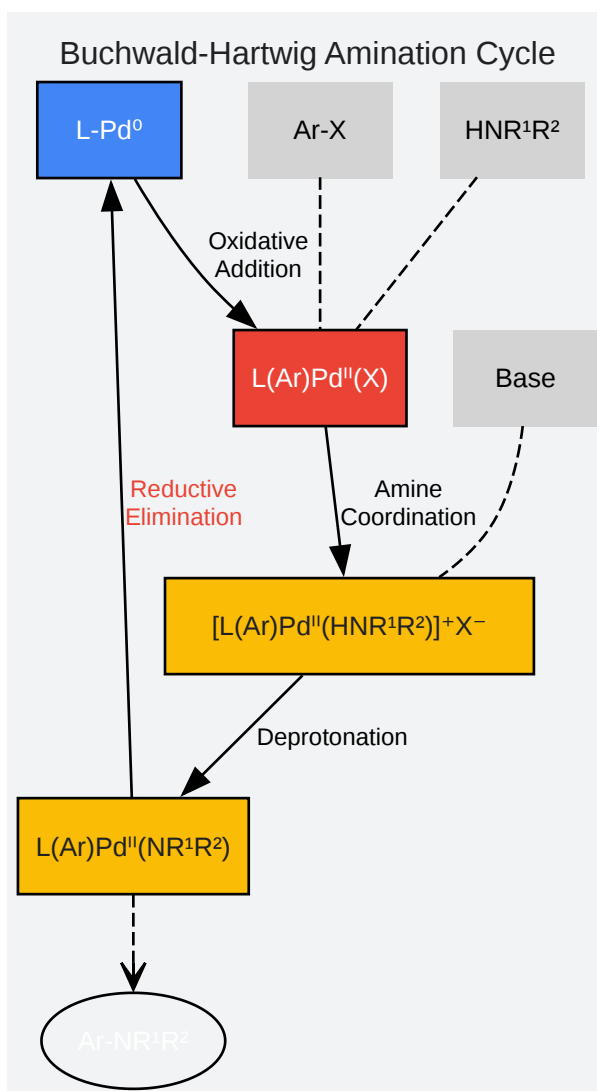 Buchwald-Hartwig Amination Cycle
L-Pd⁰
Ar-X
HNR¹R²
Oxidative
Addition
L(Ar)Pdᴵᴵ(X)
Base
Reductive
Elimination
Amine
Coordination
[L(Ar)Pdᴵᴵ(HNR¹R²)]⁺X⁻
Deprotonation
L(Ar)Pdᴵᴵ(NR¹R²)
Ar-NR¹R²